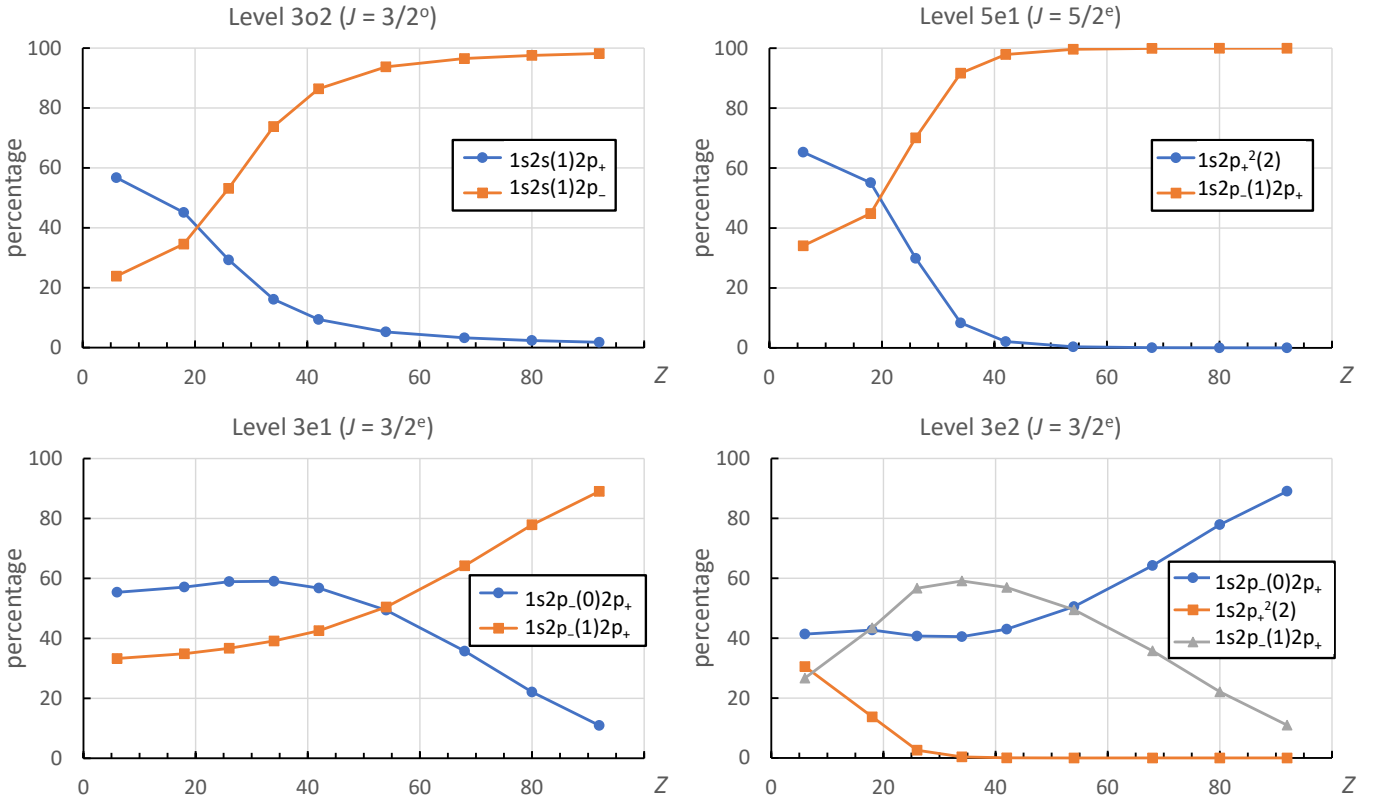 Level 3o2 (J = 3/2ᵒ)
percentage
100
80
60
40
20
0
0 20 40 60 80 Z
1s2s(1)2p₊
1s2s(1)2p₋
Level 5e1 (J = 5/2ᵉ)
percentage
100
80
60
40
20
0
0 20 40 60 80 Z
1s2p₊²(2)
1s2p₋(1)2p₊
Level 3e1 (J = 3/2ᵉ)
percentage
100
80
60
40
20
0
0 20 40 60 80 Z
1s2p₋(0)2p₊
1s2p₋(1)2p₊
Level 3e2 (J = 3/2ᵉ)
percentage
100
80
60
40
20
0
0 20 40 60 80 Z
1s2p₋(0)2p₊
1s2p₊²(2)
1s2p₋(1)2p₊